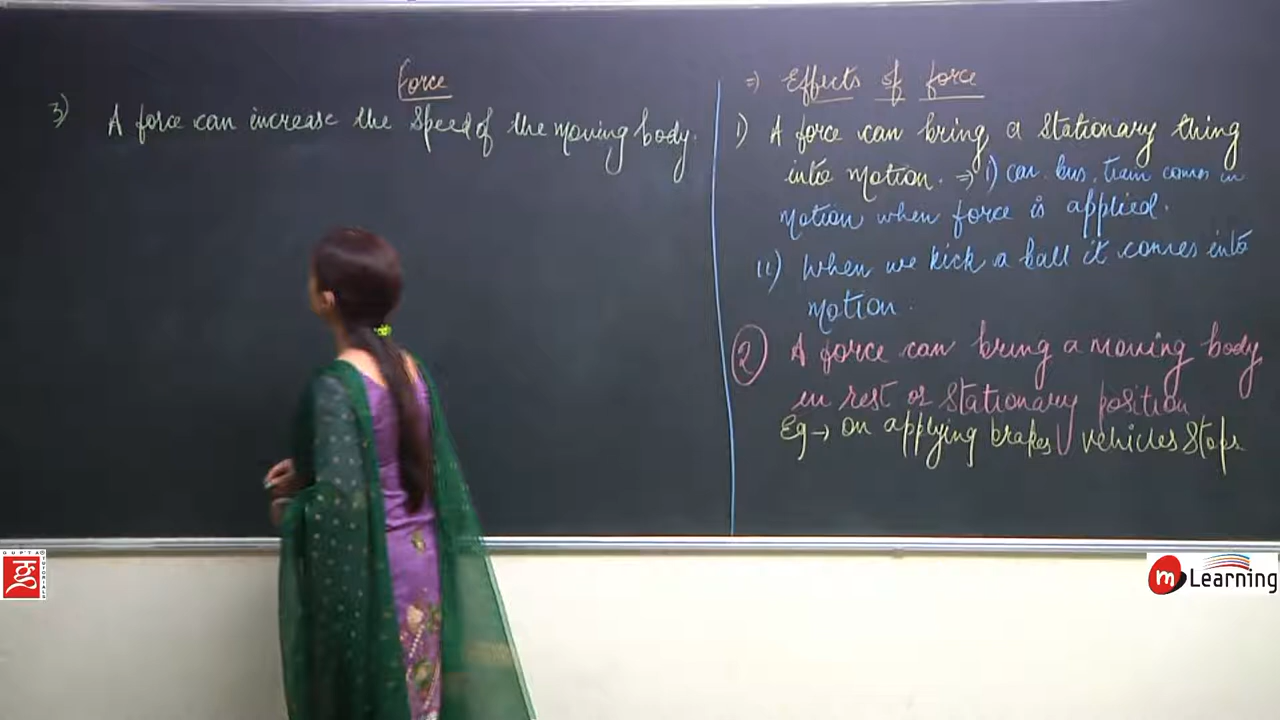 Force
3) A force can increase the speed of the moving body.
=) Effects of force
1) A force can bring a stationary thing
into motion. => i) car, bus, train comes in
motion when force is applied.
ii) When we kick a ball it comes into
motion.
2 A force can bring a moving body
in rest or stationary position
Eg → On applying brakes vehicles stops.
GUPTA TUTORIALS
m Learning